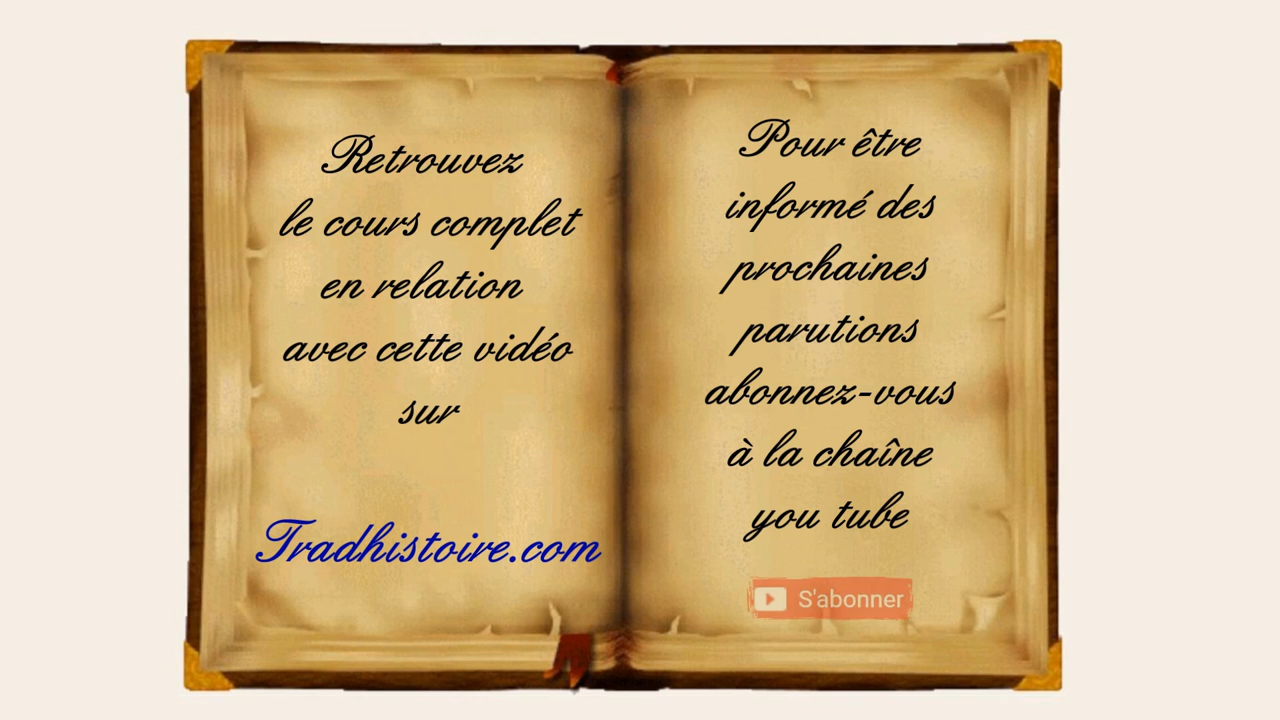 Retrouvez
le cours complet
en relation
avec cette vidéo
sur
Tradhistoire.com
Pour être
informé des
prochaines
parutions
abonnez-vous
à la chaîne
you tube
S'abonner